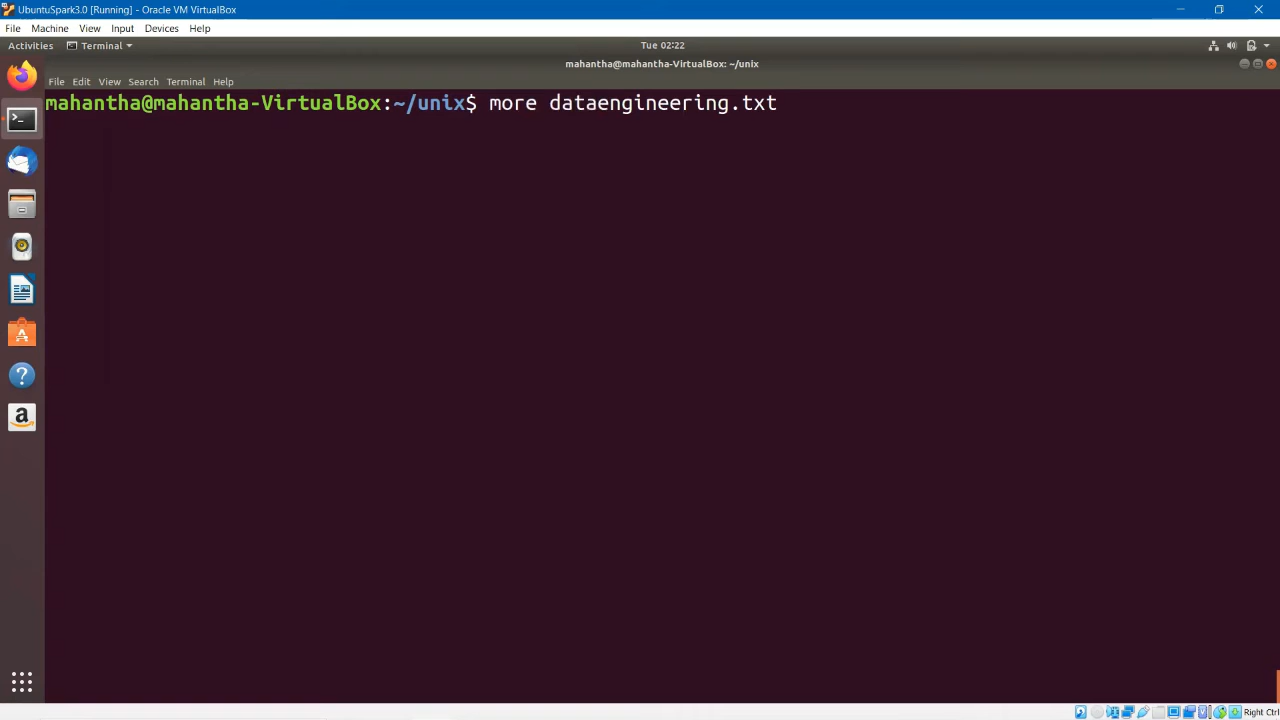 UbuntuSpark3.0 [Running] - Oracle VM VirtualBox
File Machine View Input Devices Help
Activities Terminal Tue 02:22
mahantha@mahantha-VirtualBox: ~/unix
File Edit View Search Terminal Help
mahantha@mahantha-VirtualBox:~/unix$ more dataengineering.txt
Right Ctrl